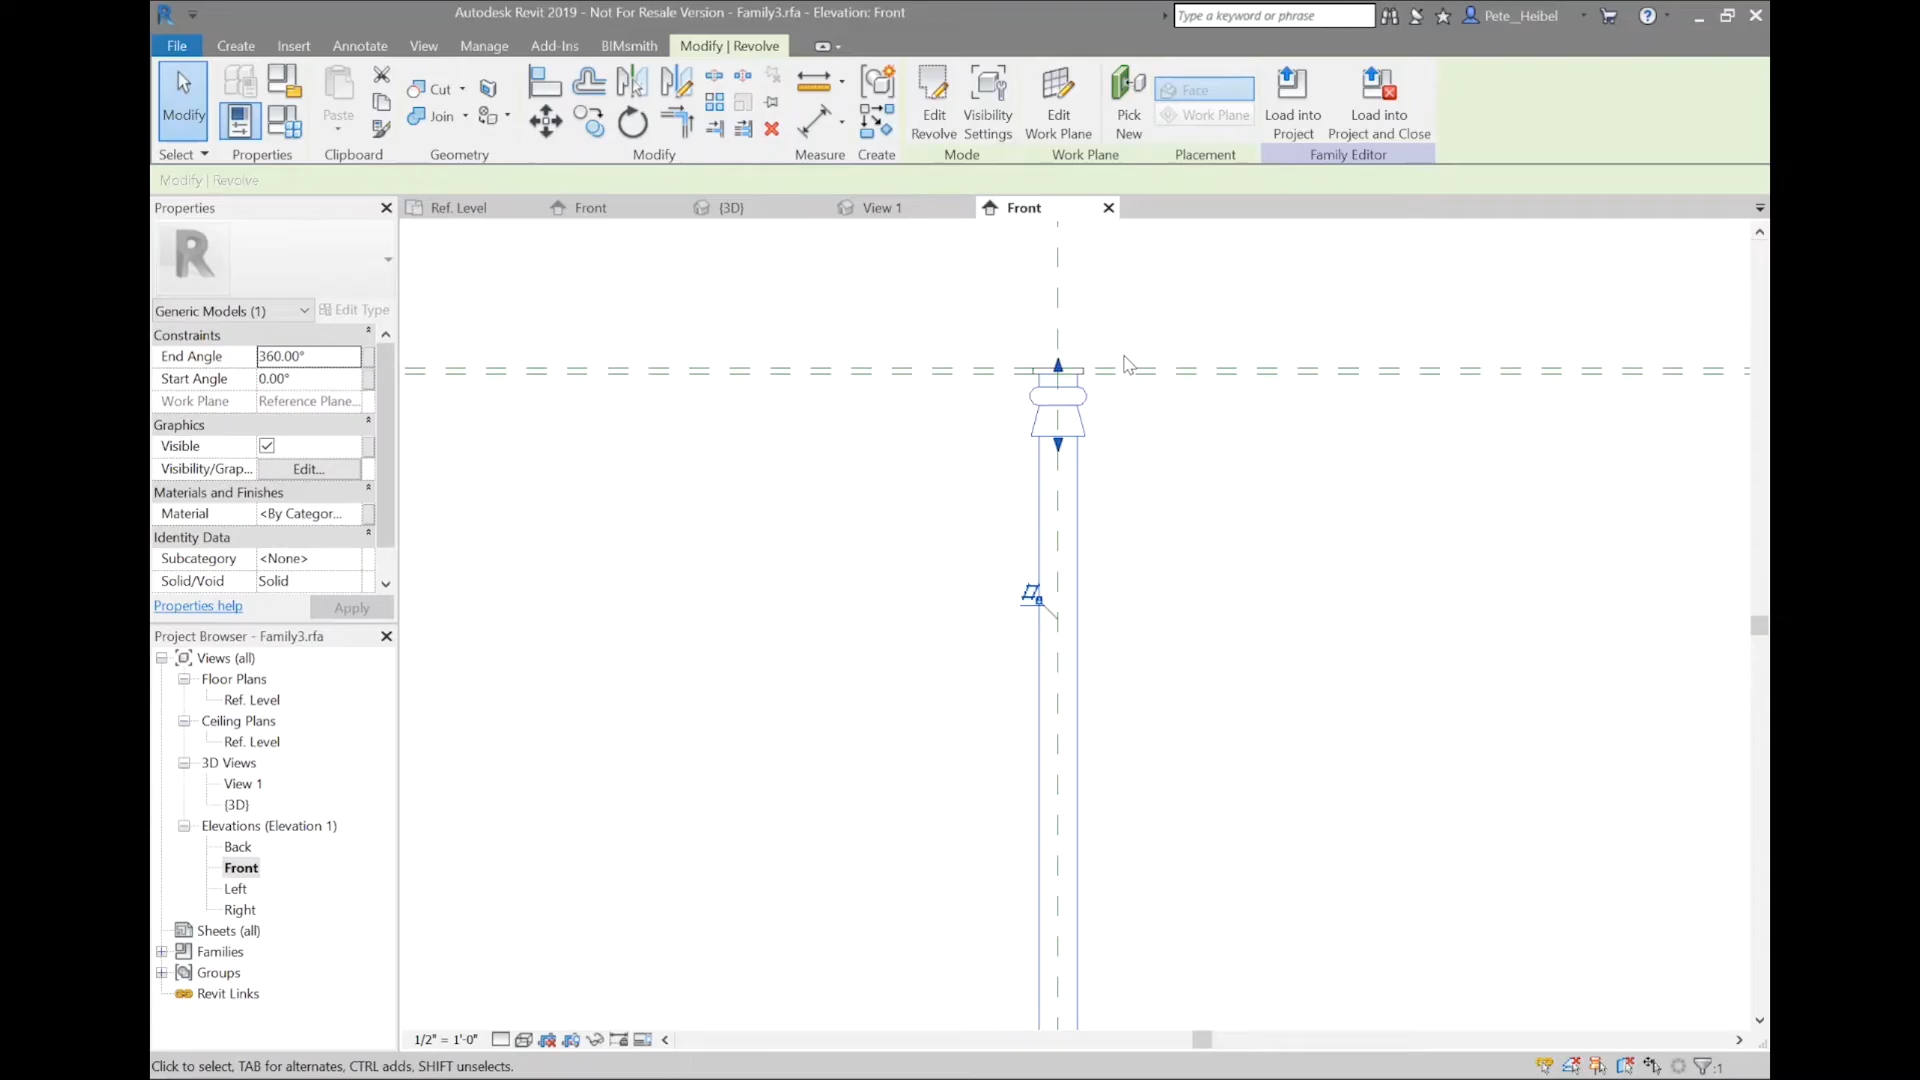 Autodesk Revit 2019 - Not For Resale Version - Family3.rfa - Elevation: Front
Type a keyword or phrase
Pete_Heibel
File Create Insert Annotate View Manage Add-Ins BIMsmith Modify | Revolve
Modify
Paste
Cut
Join
Edit Revolve
Visibility Settings
Edit Work Plane
Pick New
Face
Work Plane
Load into Project
Load into Project and Close
Select Properties Clipboard Geometry Modify Measure Create Mode Work Plane Placement Family Editor
Modify | Revolve
Properties
Ref. Level Front {3D} View 1 Front
R
Generic Models (1) Edit Type
Constraints
End Angle 360.00°
Start Angle 0.00°
Work Plane Reference Plane...
Graphics
Visible
Visibility/Grap... Edit...
Materials and Finishes
Material <By Categor...
Identity Data
Subcategory <None>
Solid/Void Solid
Properties help Apply
Project Browser - Family3.rfa
Views (all)
Floor Plans
Ref. Level
Ceiling Plans
Ref. Level
3D Views
View 1
{3D}
Elevations (Elevation 1)
Back
Front
Left
Right
Sheets (all)
Families
Groups
Revit Links
1/2" = 1'-0"
Click to select, TAB for alternates, CTRL adds, SHIFT unselects.
:1